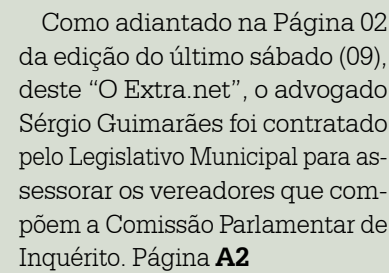 Como adiantado na Página 02
da edição do último sábado (09),
deste “O Extra.net”, o advogado
Sérgio Guimarães foi contratado
pelo Legislativo Municipal para as-
sessorar os vereadores que com-
põem a Comissão Parlamentar de
Inquérito. Página A2